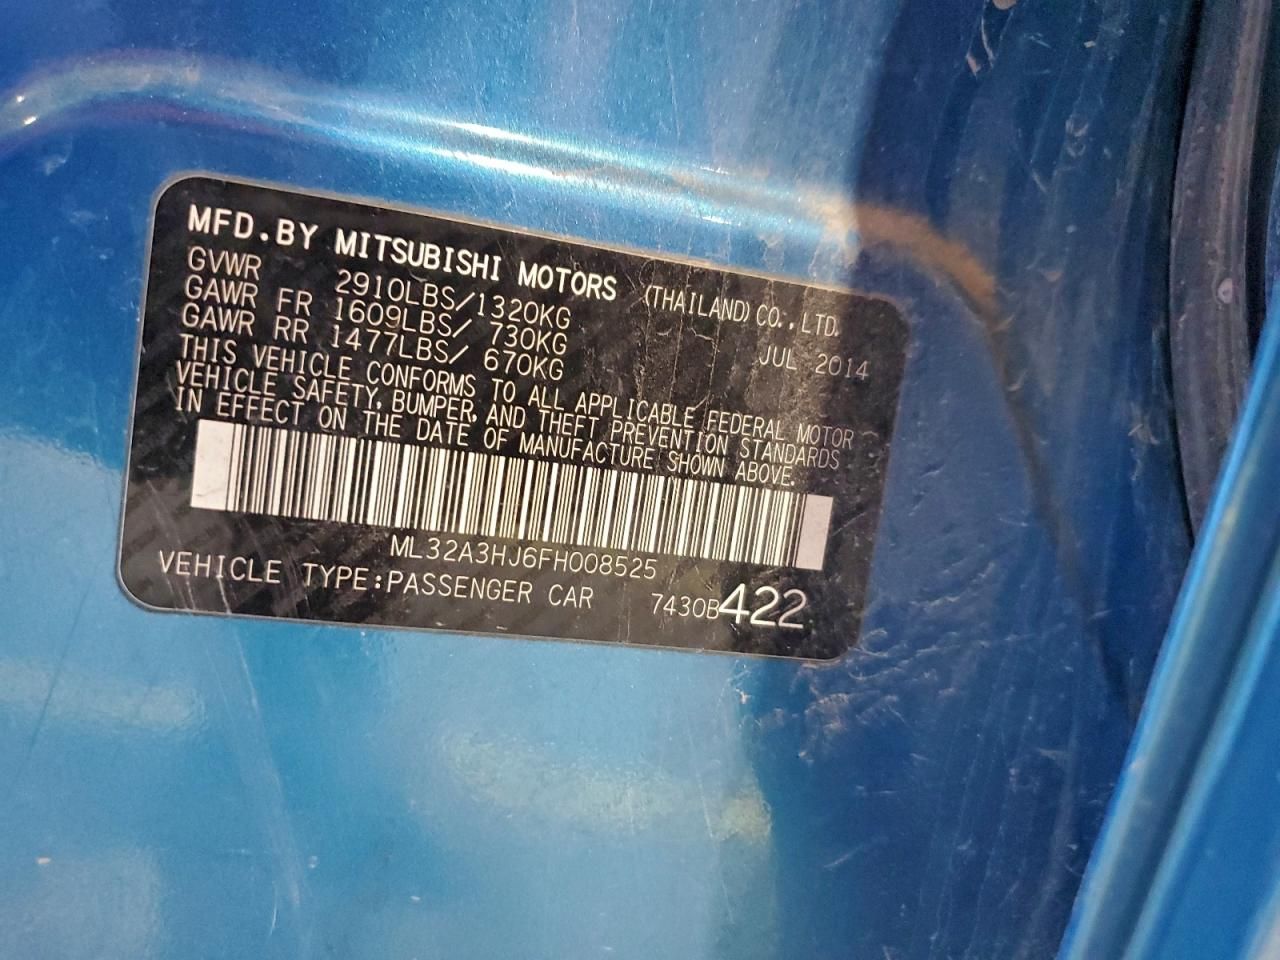 MFD.BY MITSUBISHI MOTORS (THAILAND) CO.,LTD.
GVWR 2910LBS/1320KG JUL 2014
GAWR FR 1609LBS/ 730KG
GAWR RR 1477LBS/ 670KG
THIS VEHICLE CONFORMS TO ALL APPLICABLE FEDERAL MOTOR
VEHICLE SAFETY, BUMPER, AND THEFT PREVENTION STANDARDS
IN EFFECT ON THE DATE OF MANUFACTURE SHOWN ABOVE.
ML32A3HJ6FH008525
VEHICLE TYPE:PASSENGER CAR 7430B422